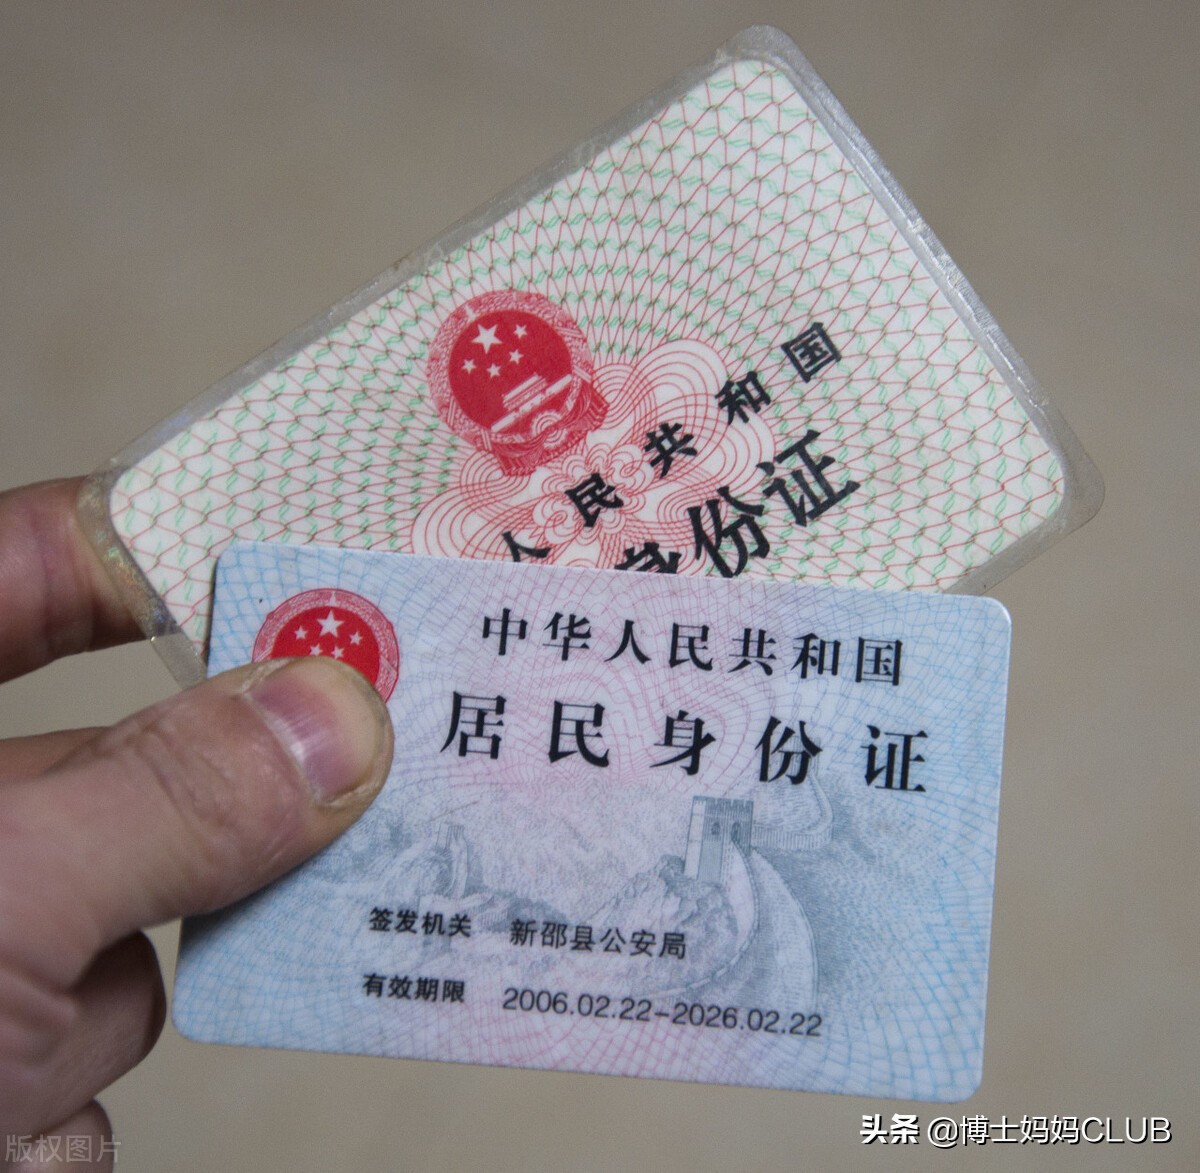 人民共和国
身份证
中华人民共和国
居民身份证
签发机关 新邵县公安局
有效期限 2006.02.22-2026.02.22
头条 @博士妈妈CLUB
版权图片